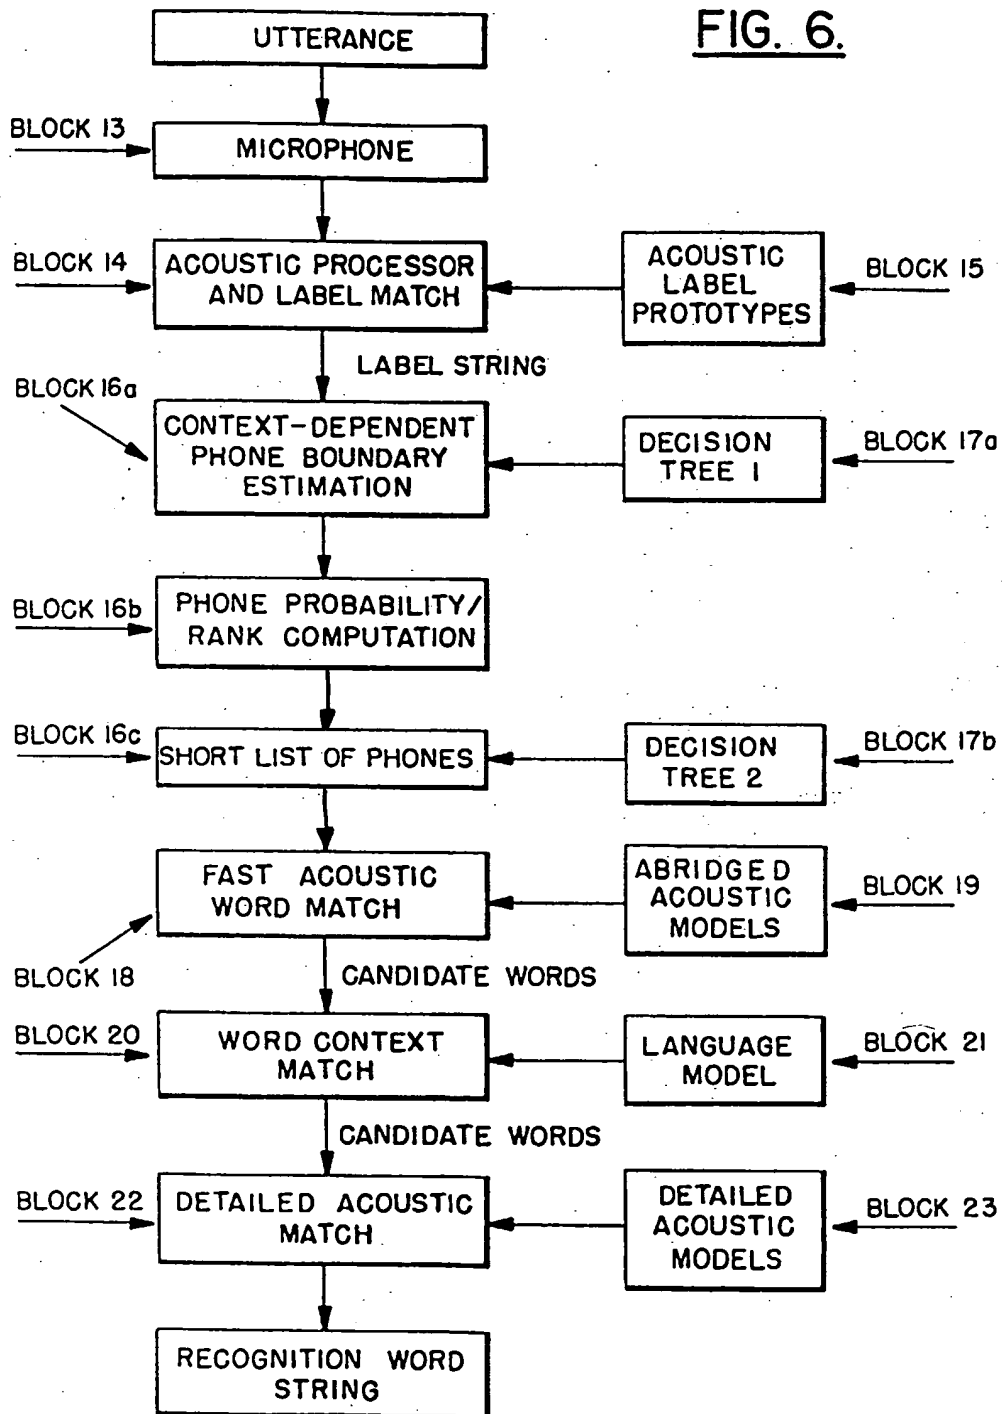 FIG. 6.
UTTERANCE
BLOCK 13
MICROPHONE
BLOCK 14
ACOUSTIC PROCESSOR
AND LABEL MATCH
ACOUSTIC
LABEL
PROTOTYPES
BLOCK 15
LABEL STRING
BLOCK 16a
CONTEXT-DEPENDENT
PHONE BOUNDARY
ESTIMATION
DECISION
TREE 1
BLOCK 17a
BLOCK 16b
PHONE PROBABILITY/
RANK COMPUTATION
BLOCK 16c
SHORT LIST OF PHONES
DECISION
TREE 2
BLOCK 17b
FAST ACOUSTIC
WORD MATCH
ABRIDGED
ACOUSTIC
MODELS
BLOCK 19
BLOCK 18
CANDIDATE WORDS
BLOCK 20
WORD CONTEXT
MATCH
LANGUAGE
MODEL
BLOCK 21
CANDIDATE WORDS
BLOCK 22
DETAILED ACOUSTIC
MATCH
DETAILED
ACOUSTIC
MODELS
BLOCK 23
RECOGNITION WORD
STRING